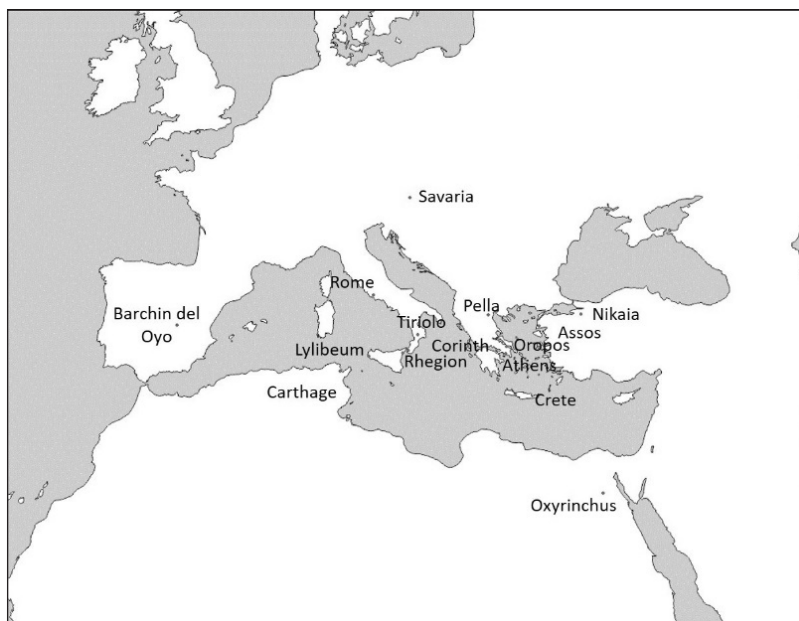 Savaria
Rome
Barchin del
Oyo
Pella
Nikaia
Tiriolo
Assos
Lylibeum
Corinth
Oropos
Rhegion
Athens
Carthage
Crete
Oxyrinchus